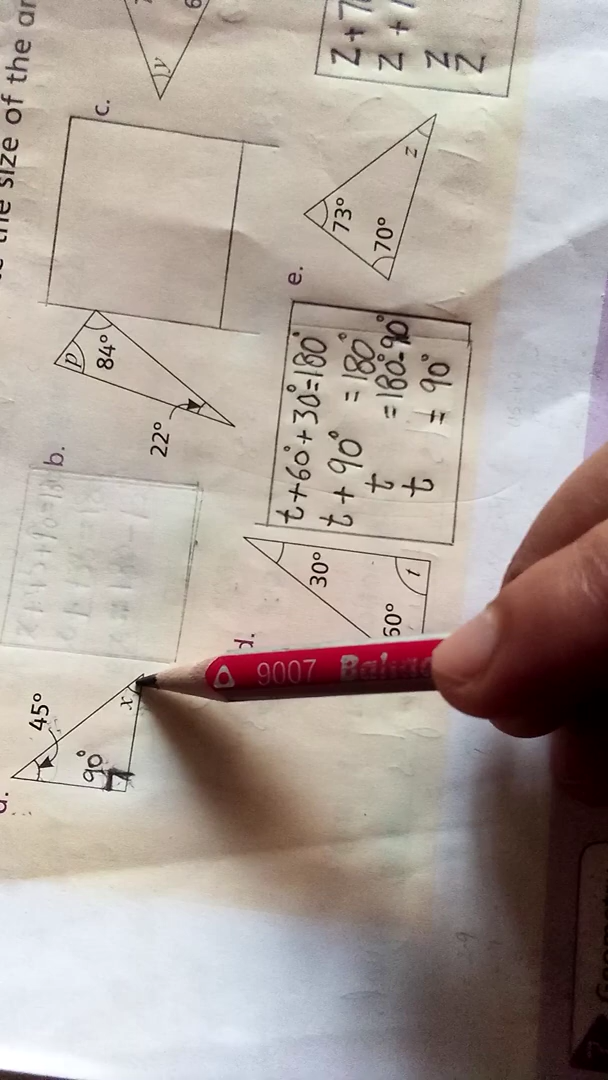 the size of the an
a.
45°
90°
x
b.
p
84°
22°
c.
y
d.
30°
60°
t
t+60°+30°=180°
t+90° =180°
t =180°-90°
t = 90°
e.
73°
70°
z
z+7
z+
z
z
9007